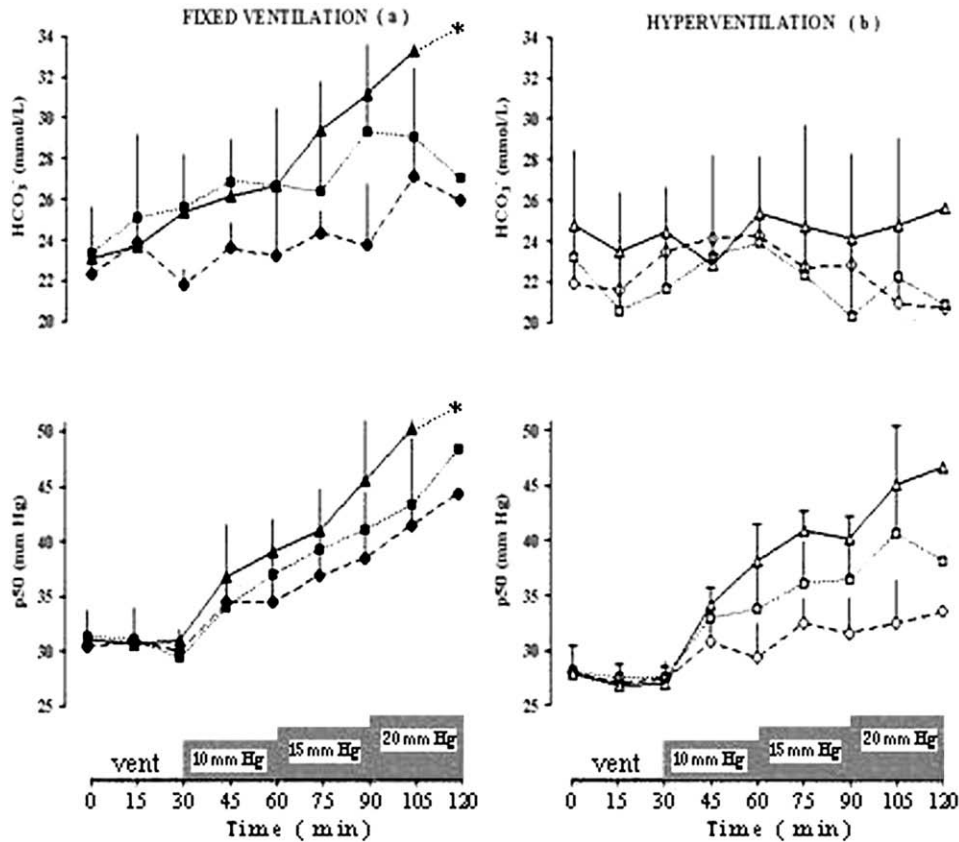 FIXED VENTILATION (a)
HYPERVENTILATION (b)
HCO3- (mmol/L)
34
32
30
28
26
24
22
20
*
HCO3- (mmol/L)
34
32
30
28
26
24
22
20
p50 (mm Hg)
50
45
40
35
30
25
*
p50 (mm Hg)
50
45
40
35
30
25
vent
10 mm Hg
15 mm Hg
20 mm Hg
0 15 30 45 60 75 90 105 120
Time (min)
vent
10 mm Hg
15 mm Hg
20 mm Hg
0 15 30 45 60 75 90 105 120
Time (min)